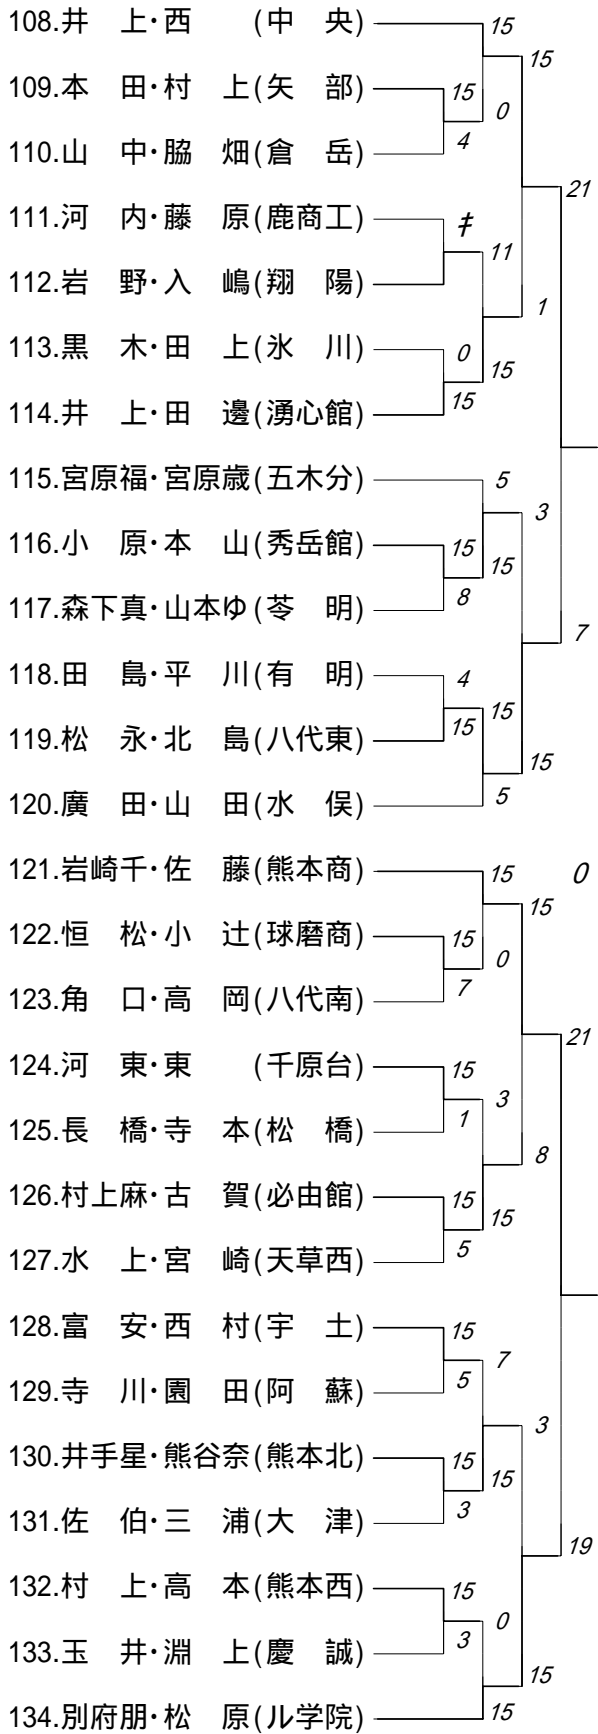 108.井　上・西　　(中　央) 15
15
109.本　田・村　上(矢　部) 15
0
110.山　中・脇　畑(倉　岳) 4
21
111.河　内・藤　原(鹿商工) キ
11
112.岩　野・入　嶋(翔　陽)
1
113.黒　木・田　上(氷　川) 0
15
114.井　上・田　邊(湧心館) 15
115.宮原福・宮原歳(五木分) 5
3
116.小　原・本　山(秀岳館) 15
15
117.森下真・山本ゆ(苓　明) 8
7
118.田　島・平　川(有　明) 4
15
119.松　永・北　島(八代東) 15
15
120.廣　田・山　田(水　俣) 5
121.岩崎千・佐　藤(熊本商) 15 0
15
122.恒　松・小　辻(球磨商) 15
0
123.角　口・高　岡(八代南) 7
21
124.河　東・東　　(千原台) 15
3
125.長　橋・寺　本(松　橋) 1
8
126.村上麻・古　賀(必由館) 15
15
127.水　上・宮　崎(天草西) 5
128.富　安・西　村(宇　土) 15
7
129.寺　川・園　田(阿　蘇) 5
3
130.井手星・熊谷奈(熊本北) 15
15
131.佐　伯・三　浦(大　津) 3
19
132.村　上・高　本(熊本西) 15
0
133.玉　井・淵　上(慶　誠) 3
15
134.別府朋・松　原(ル学院) 15